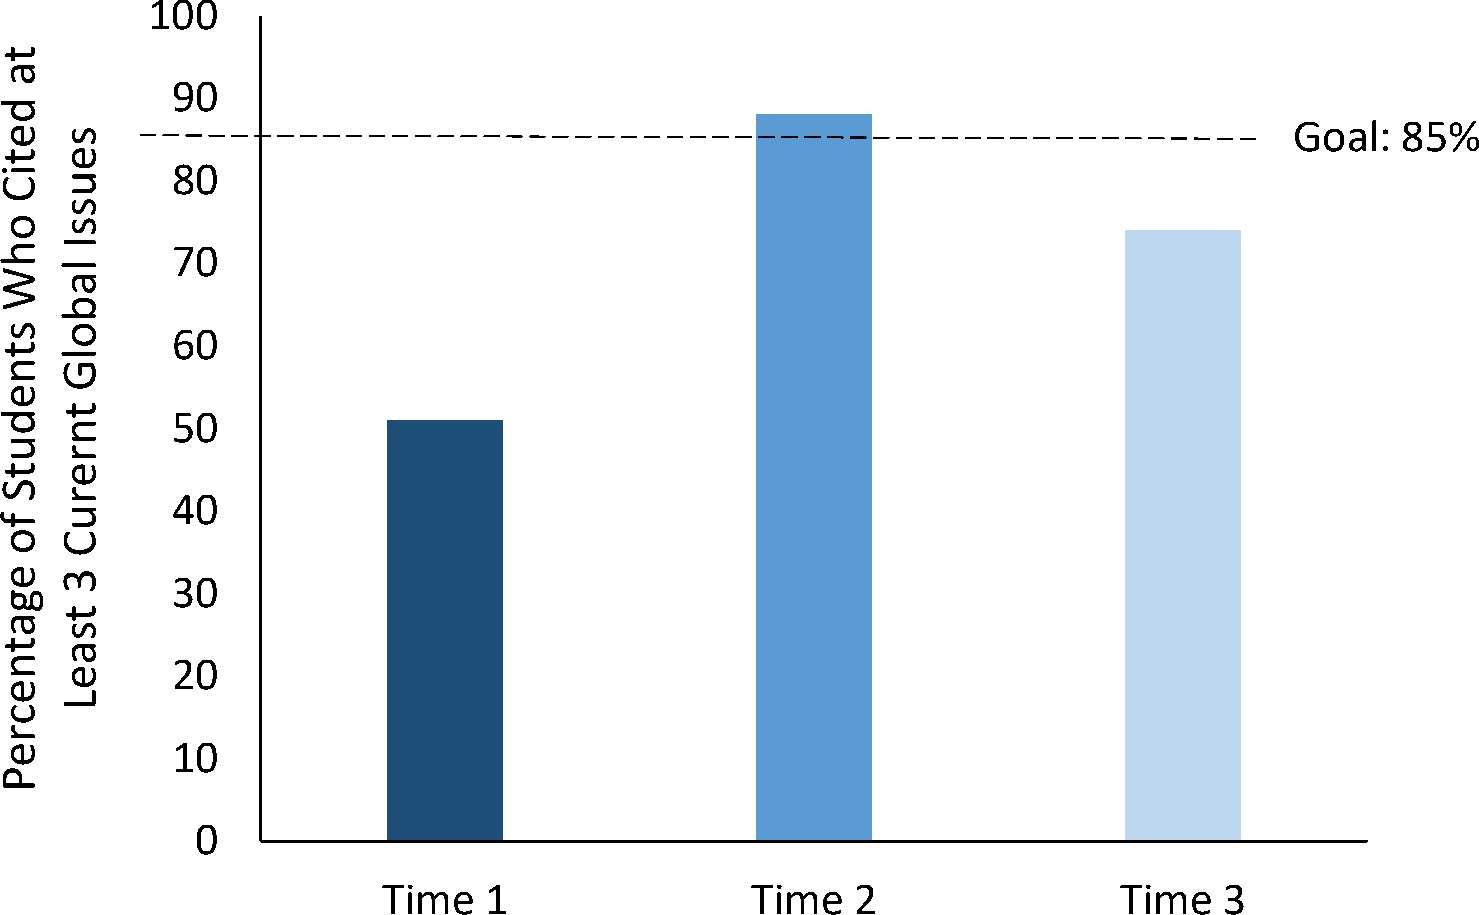 Percentage of Students Who Cited at
Least 3 Curernt Global Issues
100
90
80
70
60
50
40
30
20
10
0
Goal: 85%
Time 1
Time 2
Time 3